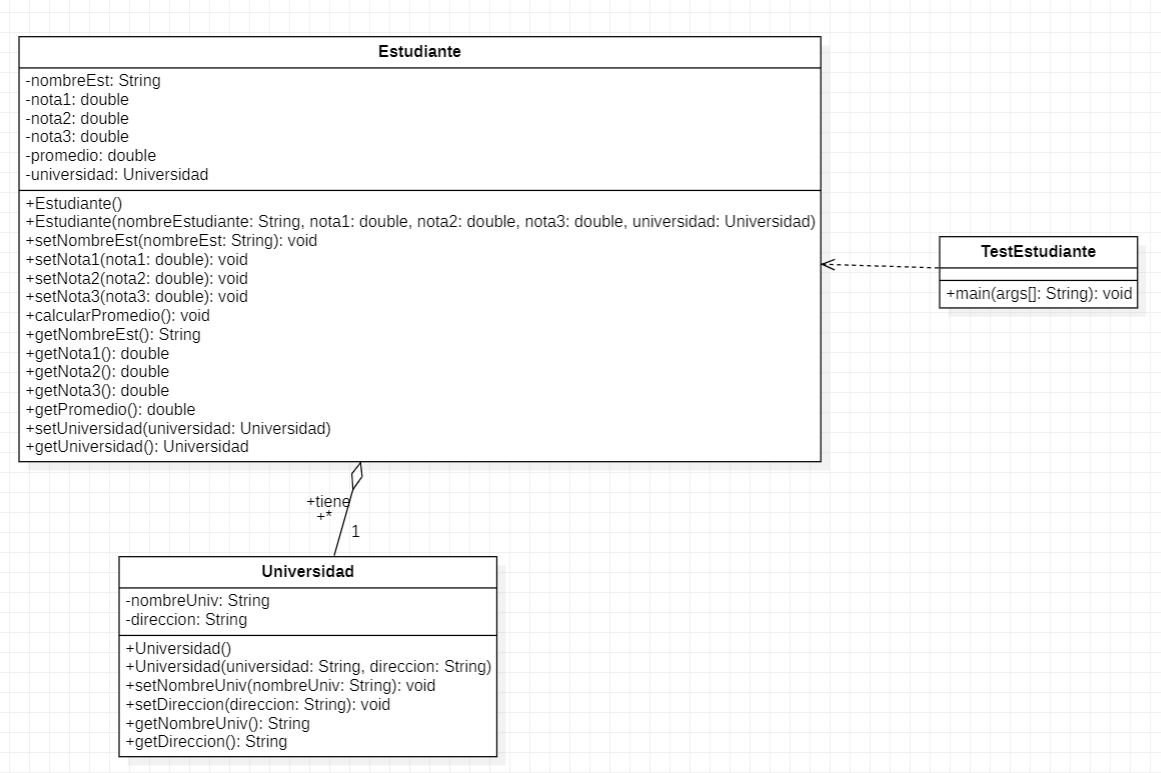 Estudiante
-nombreEst: String
-nota1: double
-nota2: double
-nota3: double
-promedio: double
-universidad: Universidad
+Estudiante()
+Estudiante(nombreEstudiante: String, nota1: double, nota2: double, nota3: double, universidad: Universidad)
+setNombreEst(nombreEst: String): void
+setNota1(nota1: double): void
+setNota2(nota2: double): void
+setNota3(nota3: double): void
+calcularPromedio(): void
+getNombreEst(): String
+getNota1(): double
+getNota2(): double
+getNota3(): double
+getPromedio(): double
+setUniversidad(universidad: Universidad)
+getUniversidad(): Universidad
TestEstudiante
+main(args[]: String): void
+tiene
+*
1
Universidad
-nombreUniv: String
-direccion: String
+Universidad()
+Universidad(universidad: String, direccion: String)
+setNombreUniv(nombreUniv: String): void
+setDireccion(direccion: String): void
+getNombreUniv(): String
+getDireccion(): String